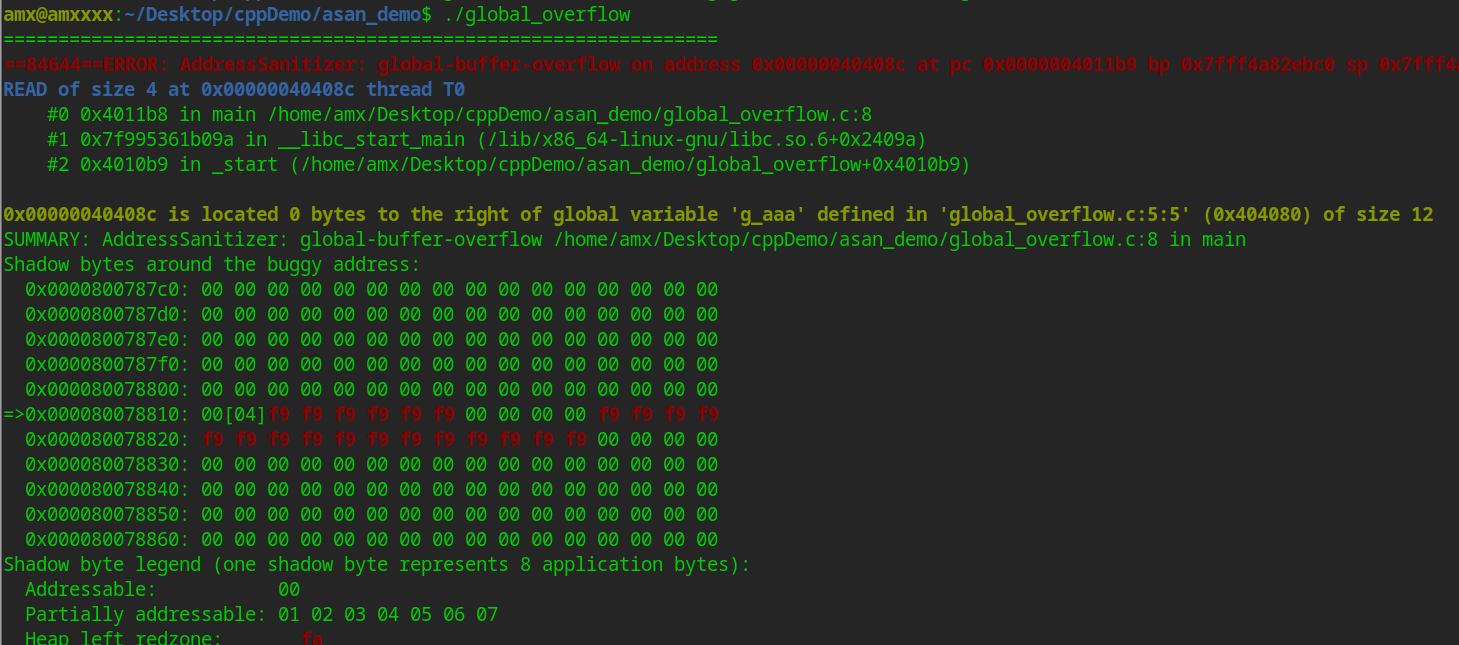 amx@amxxxx:~/Desktop/cppDemo/asan_demo$ ./global_overflow
=================================================================
==84644==ERROR: AddressSanitizer: global-buffer-overflow on address 0x00000040408c at pc 0x0000004011b9 bp 0x7fff4a82ebc0 sp
READ of size 4 at 0x00000040408c thread T0
#0 0x4011b8 in main /home/amx/Desktop/cppDemo/asan_demo/global_overflow.c:8
#1 0x7f995361b09a in __libc_start_main (/lib/x86_64-linux-gnu/libc.so.6+0x2409a)
#2 0x4010b9 in _start (/home/amx/Desktop/cppDemo/asan_demo/global_overflow+0x4010b9)
0x00000040408c is located 0 bytes to the right of global variable 'g_aaa' defined in 'global_overflow.c:5:5' (0x404080) of size 12
SUMMARY: AddressSanitizer: global-buffer-overflow /home/amx/Desktop/cppDemo/asan_demo/global_overflow.c:8 in main
Shadow bytes around the buggy address:
0x0000800787c0: 00 00 00 00 00 00 00 00 00 00 00 00 00 00 00 00
0x0000800787d0: 00 00 00 00 00 00 00 00 00 00 00 00 00 00 00 00
0x0000800787e0: 00 00 00 00 00 00 00 00 00 00 00 00 00 00 00 00
0x0000800787f0: 00 00 00 00 00 00 00 00 00 00 00 00 00 00 00 00
0x000080078800: 00 00 00 00 00 00 00 00 00 00 00 00 00 00 00 00
=>0x000080078810: 00[04]f9 f9 f9 f9 f9 f9 00 00 00 00 f9 f9 f9 f9
0x000080078820: f9 f9 f9 f9 f9 f9 f9 f9 f9 f9 f9 f9 00 00 00 00
0x000080078830: 00 00 00 00 00 00 00 00 00 00 00 00 00 00 00 00
0x000080078840: 00 00 00 00 00 00 00 00 00 00 00 00 00 00 00 00
0x000080078850: 00 00 00 00 00 00 00 00 00 00 00 00 00 00 00 00
0x000080078860: 00 00 00 00 00 00 00 00 00 00 00 00 00 00 00 00
Shadow byte legend (one shadow byte represents 8 application bytes):
Addressable: 00
Partially addressable: 01 02 03 04 05 06 07
Heap left redzone: fa